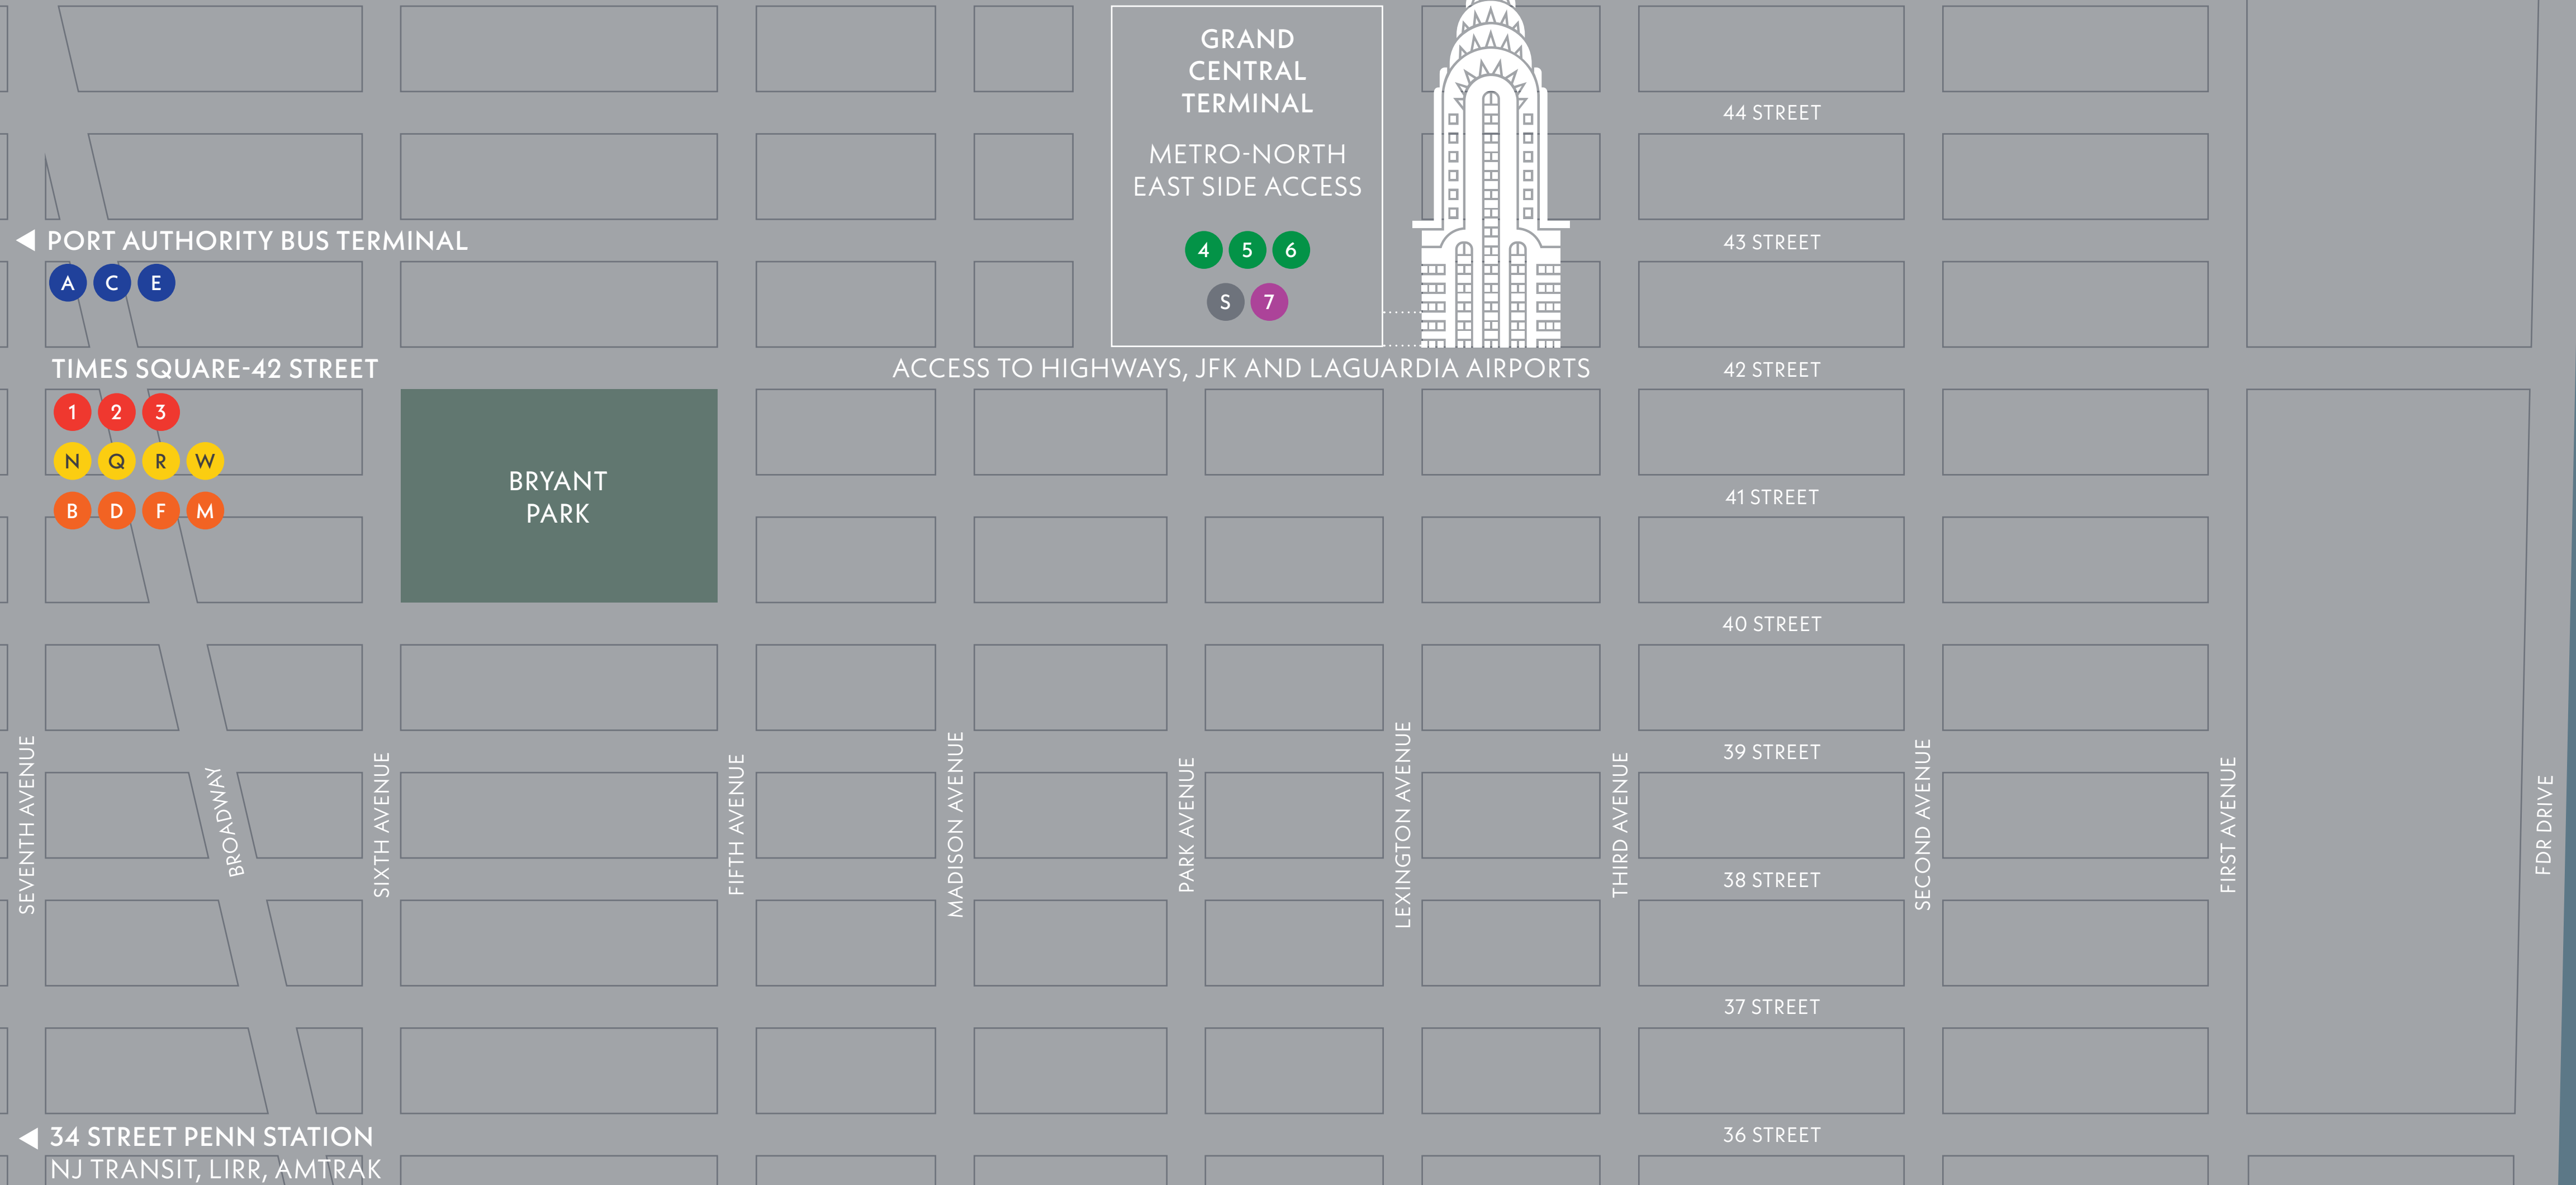 GRAND
CENTRAL
TERMINAL
METRO-NORTH
EAST SIDE ACCESS
4 5 6
S 7
44 STREET
PORT AUTHORITY BUS TERMINAL
A C E
43 STREET
TIMES SQUARE-42 STREET
ACCESS TO HIGHWAYS, JFK AND LAGUARDIA AIRPORTS
42 STREET
1 2 3
N Q R W
B D F M
BRYANT
PARK
41 STREET
40 STREET
39 STREET
38 STREET
37 STREET
36 STREET
SEVENTH AVENUE
BROADWAY
SIXTH AVENUE
FIFTH AVENUE
MADISON AVENUE
PARK AVENUE
LEXINGTON AVENUE
THIRD AVENUE
SECOND AVENUE
FIRST AVENUE
FDR DRIVE
34 STREET PENN STATION
NJ TRANSIT, LIRR, AMTRAK